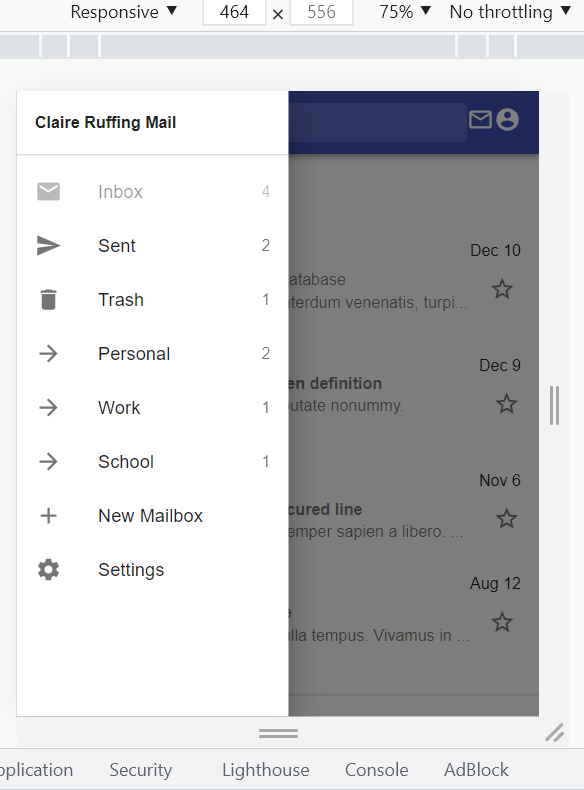 Responsive ▼ 464 × 556 75% ▼ No throttling ▼
Claire Ruffing Mail
Inbox 4
Sent 2
Trash 1
Personal 2
Work 1
School 1
New Mailbox
Settings
Dec 10
atabase
terdum venenatis, turpi...
Dec 9
en definition
utate nonummy.
Nov 6
cured line
emper sapien a libero. ...
Aug 12
e
lla tempus. Vivamus in ...
pplication Security Lighthouse Console AdBlock